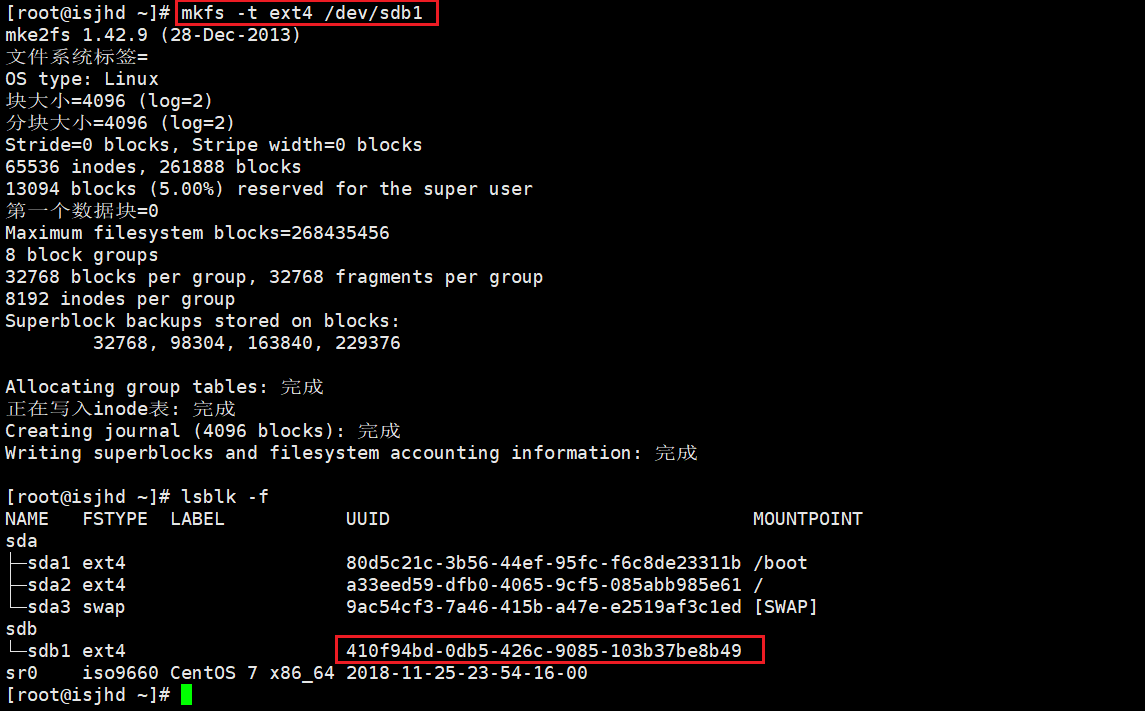 [root@isjhd ~]# mkfs -t ext4 /dev/sdb1
mke2fs 1.42.9 (28-Dec-2013)
文件系统标签=
OS type: Linux
块大小=4096 (log=2)
分块大小=4096 (log=2)
Stride=0 blocks, Stripe width=0 blocks
65536 inodes, 261888 blocks
13094 blocks (5.00%) reserved for the super user
第一个数据块=0
Maximum filesystem blocks=268435456
8 block groups
32768 blocks per group, 32768 fragments per group
8192 inodes per group
Superblock backups stored on blocks:
        32768, 98304, 163840, 229376

Allocating group tables: 完成
正在写入inode表: 完成
Creating journal (4096 blocks): 完成
Writing superblocks and filesystem accounting information: 完成

[root@isjhd ~]# lsblk -f
NAME   FSTYPE  LABEL           UUID                                 MOUNTPOINT
sda
├─sda1 ext4                    80d5c21c-3b56-44ef-95fc-f6c8de23311b /boot
├─sda2 ext4                    a33eed59-dfb0-4065-9cf5-085abb985e61 /
└─sda3 swap                    9ac54cf3-7a46-415b-a47e-e2519af3c1ed [SWAP]
sdb
└─sdb1 ext4                    410f94bd-0db5-426c-9085-103b37be8b49
sr0    iso9660 CentOS 7 x86_64 2018-11-25-23-54-16-00
[root@isjhd ~]#